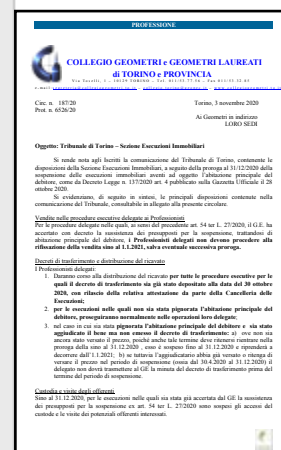 PROFESSIONE
COLLEGIO GEOMETRI e GEOMETRI LAUREATI
di TORINO e PROVINCIA
Circ. n. 187/20
Torino, 3 novembre 2020
Prot. n. 6526/20
Ai Geometri in indirizzo
LORO SEDI
Oggetto: Tribunale di Torino – Sezione Esecuzioni Immobiliari
Si rende nota agli Iscritti la comunicazione del Tribunale di Torino, contenente le
disposizioni della Sezione Esecuzioni Immobiliari, a seguito della proroga al 31/12/2020 della
sospensione delle esecuzioni immobiliari aventi ad oggetto l'abitazione principale del
debitore, come da Decreto Legge n. 137/2020 art. 4 pubblicato sulla Gazzetta Ufficiale il 28
ottobre 2020.
Si evidenziano, di seguito in sintesi, le principali disposizioni contenute nella
comunicazione del Tribunale, consultabile in allegato alla presente circolare.
Vendite nelle procedure esecutive delegate ai Professionisti
Per le procedure delegate nelle quali, ai sensi del precedente art. 54 ter L. 27/2020, il G.E. ha
accertato con decreto la sussistenza dei presupposti per la sospensione, trattandosi di
abitazione principale del debitore, i Professionisti delegati non devono procedere alla
rifissazione della vendita sino al 1.1.2021, salva eventuale successiva proroga.
Decreti di trasferimento e distribuzione del ricavato
I Professionisti delegati:
1. Daranno corso alla distribuzione del ricavato per tutte le procedure esecutive per le
quali il decreto di trasferimento sia già stato depositato alla data del 30 ottobre
2020, con rilascio della relativa attestazione da parte della Cancelleria delle
Esecuzioni;
2. per le esecuzioni nelle quali non sia stata pignorata l'abitazione principale del
debitore, proseguiranno normalmente nelle operazioni loro delegate;
3. nel caso in cui sia stata pignorata l'abitazione principale del debitore e sia stato
aggiudicato il bene ma non emesso il decreto di trasferimento: a) ove non sia
ancora stato versato il prezzo, poiché anche tale termine deve ritenersi rientrare nella
proroga della sino al 31.12.2020, esso è sospeso fino al 31.12.2020 e riprenderà a
decorrere dall'1.1.2021; b) se tuttavia l'aggiudicatario abbia già versato o ritenga di
versare il prezzo nel periodo di sospensione (ossia dal 30.4.2020 al 31.12.2020) il
delegato non dovrà trasmettere al GE la minuta del decreto di trasferimento prima del
termine del periodo di sospensione.
Custodia e visite degli offerenti
Sino al 31.12.2020, per le esecuzioni nelle quali sia stata già accertata dal GE la sussistenza
dei presupposti per la sospensione ex art. 54 ter L. 27/2020 sono sospesi gli accessi del
custode e le visite dei potenziali offerenti interessati.